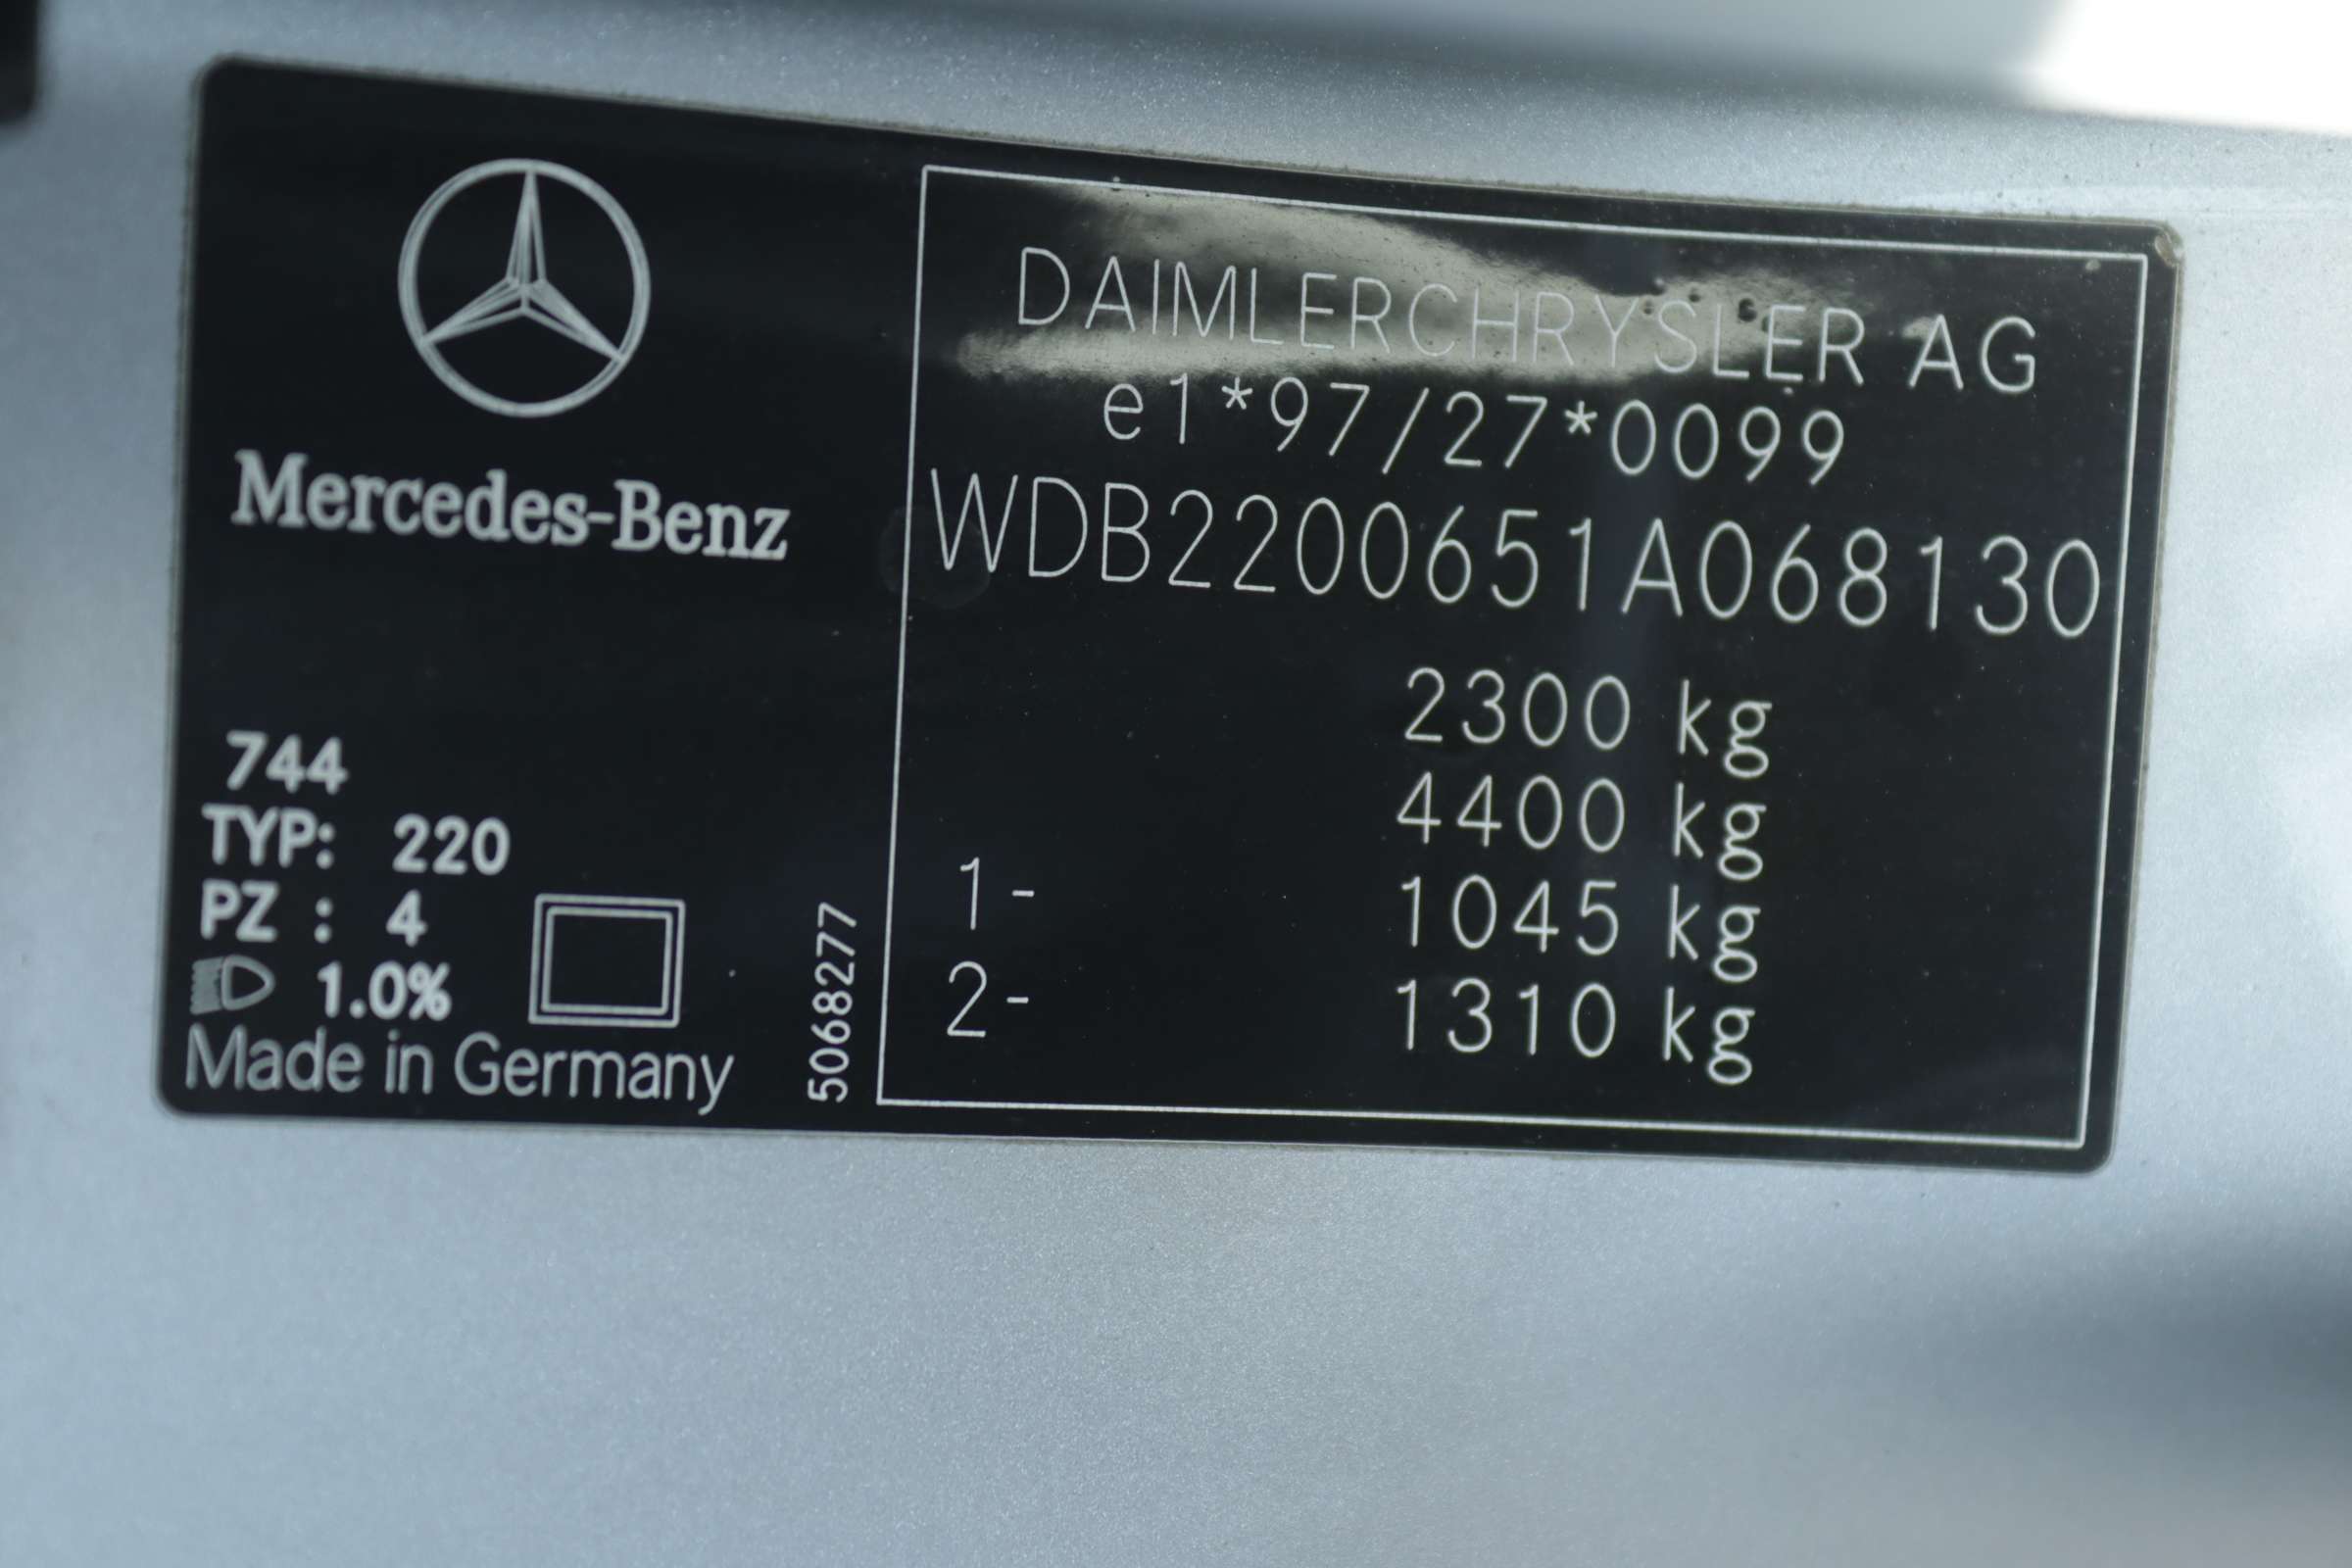 Mercedes-Benz
744
TYP: 220
PZ : 4
1.0%
Made in Germany
5068277
DAIMLERCHRYSLER AG
e1*97/27*0099
WDB2200651A068130
2300 kg
4400 kg
1- 1045 kg
2- 1310 kg